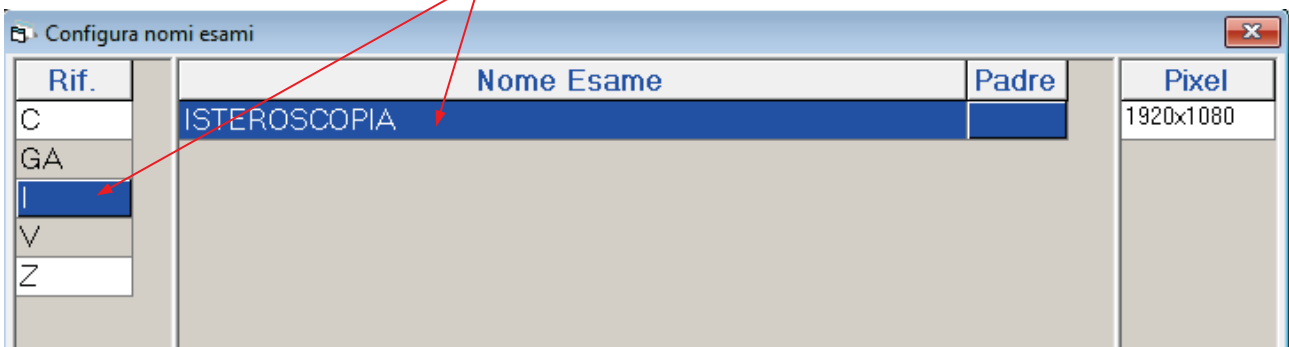 Configura nomi esami
Rif. Nome Esame Padre Pixel
C ISTEROSCOPIA 1920x1080
GA
I
V
Z